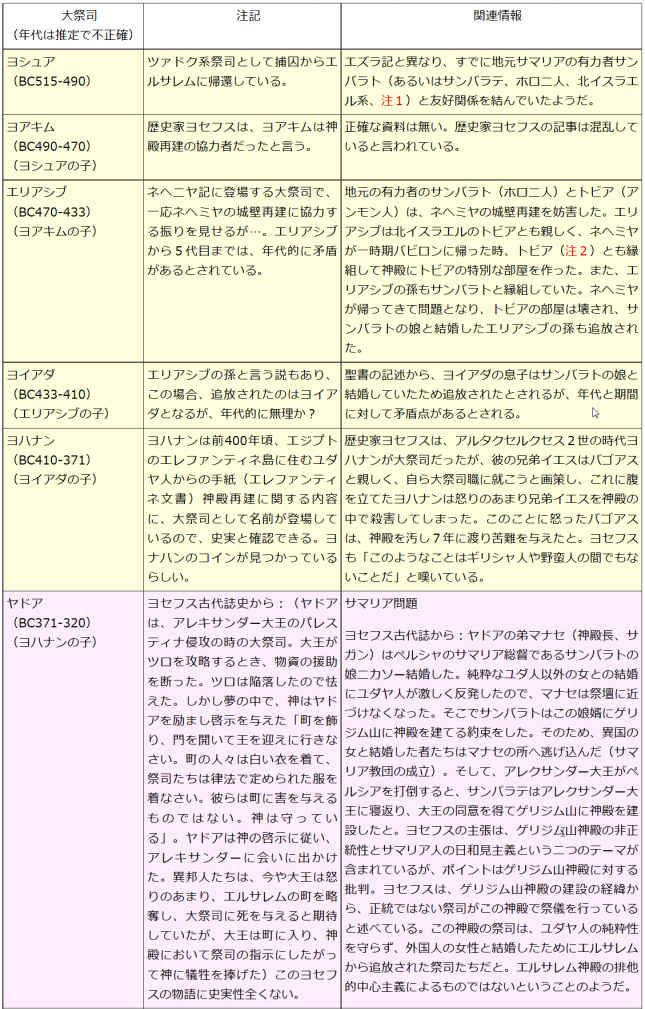 大祭司
（年代は推定で不正確）
注記
関連情報
ヨシュア
（BC515-490）
ツァドク系祭司として捕囚からエ
ルサレムに帰還している。
エズラ記と異なり、すでに地元サマリアの有力者サン
バラト（あるいはサンバラテ、ホロニ人、北イスラエ
ル系、注１）と友好関係を結んでいたようだ。
ヨアキム
（BC490-470）
（ヨシュアの子）
歴史家ヨセフスは、ヨアキムは神
殿再建の協力者だったと言う。
正確な資料は無い。歴史家ヨセフスの記事は混乱して
いると言われている。
エリアシブ
（BC470-433）
（ヨアキムの子）
ネヘニヤ記に登場する大祭司で、
一応ネヘミヤの城壁再建に協力す
る振りを見せるが…。エリアシブ
から５代目までは、年代的に矛盾
があるとされている。
地元の有力者のサンバラト（ホロニ人）とトビア（ア
ンモン人）は、ネヘミヤの城壁再建を妨害した。エリ
アシブは北イスラエルのトビアとも親しく、ネヘミヤ
が一時期バビロンに帰った時、トビア（注２）とも縁
組して神殿にトビアの特別な部屋を作った。また、エ
リアシブの孫もサンバラトと縁組していた。ネヘミヤ
が帰ってきて問題となり、トビアの部屋は壊され、サ
ンバラトの娘と結婚したエリアシブの孫も追放され
た。
ヨイアダ
（BC433-410）
（エリアシブの子）
エリアシブの孫と言う説もあり、
この場合、追放されたのはヨイア
ダとなるが、年代的に無理か？
聖書の記述から、ヨイアダの息子はサンバラトの娘と
結婚していたため追放されたとされるが、年代と期間
に対して矛盾点があるとされる。
ヨハナン
（BC410-371）
（ヨイアダの子）
ヨハナンは前400年頃、エジプト
のエレファンティネ島に住むユダ
ヤ人からの手紙（エレファンティ
ネ文書）神殿再建に関する内容
に、大祭司として名前が登場して
いるので、史実と確認できる。ヨ
ナハンのコインが見つかっている
らしい。
歴史家ヨセフスは、アルタクセルクセス２世の時代ヨ
ハナンが大祭司だったが、彼の兄弟イエスはバゴアス
と親しく、自ら大祭司職に就こうと画策し、これに腹
を立てたヨハナンは怒りのあまり兄弟イエスを神殿の
中で殺害してしまった。このことに怒ったバゴアス
は、神殿を汚し７年に渡り苦難を与えたと。ヨセフス
も「このようなことはギリシャ人や野蛮人の間でもな
いことだ」と嘆いている。
ヤドア
（BC371-320）
（ヨハナンの子）
ヨセフス古代誌史から：（ヤドア
は、アレキサンダー大王のパレス
ティナ侵攻の時の大祭司。大王が
ツロを攻略するとき、物資の援助
を断った。ツロは陥落したので怯
えた。しかし夢の中で、神はヤド
アを励まし啓示を与えた「町を飾
り、門を開いて王を迎えに行きな
さい。町の人々は白い衣を着て、
祭司たちは律法で定められた服を
着なさい。彼らは町に害を与える
ものではない。神は守ってい
る」。ヤドアは神の啓示に従い、
アレキサンダーに会いに出かけ
た。異邦人たちは、今や大王は怒
りのあまり、エルサレムの町を略
奪し、大祭司に死を与えると期待
していたが、大王は町に入り、神
殿において祭司の指示にしたがっ
て神に犠牲を捧げた）このヨセフ
スの物語に史実性全くない。
サマリア問題
ヨセフス古代誌から：ヤドアの弟マナセ（神殿長、サ
ガン）はペルシャのサマリア総督であるサンバラトの
娘ニカソー結婚した。純粋なユダ人以外の女との結婚
にユダヤ人が激しく反発したので、マナセは祭壇に近
づけなくなった。そこでサンバラトはこの娘婿にゲリ
ジム山に神殿を建てる約束をした。そのため、異国の
女と結婚した者たちはマナセの所へ逃げ込んだ（サマ
リア教団の成立）。そして、アレクサンダー大王がペ
ルシアを打倒すると、サンバラテはアレクサンダー大
王に寝返り、大王の同意を得てゲリジム山に神殿を建
設したと。ヨセフスの主張は、ゲリジム山神殿の非正
統性とサマリア人の日和見主義という二つのテーマが
含まれているが、ポイントはゲリジム山神殿に対する
批判。ヨセフスは、ゲリジム山神殿の建設の経緯か
ら、正統ではない祭司がこの神殿で祭儀を行っている
と述べている。この神殿の祭司は、ユダヤ人の純粋性
を守らず、外国人の女性と結婚したためにエルサレム
から追放された祭司たちだと。エルサレム神殿の排他
的中心主義によるものではないということのようだ。